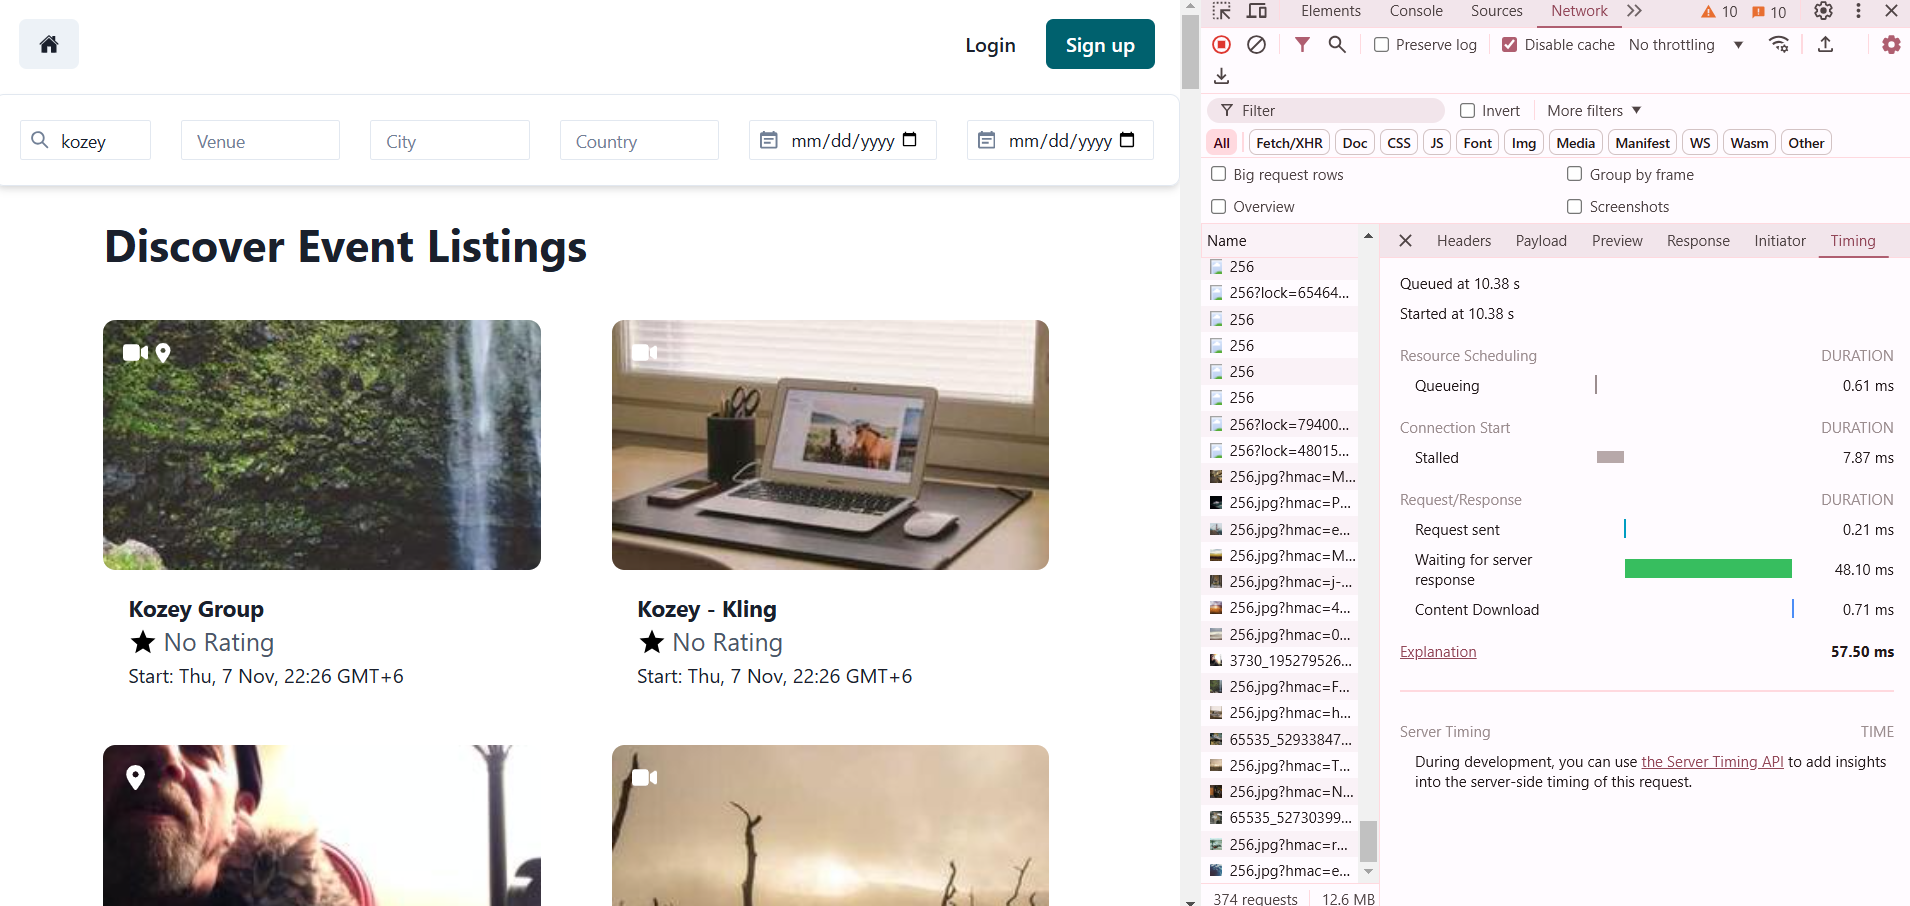 Login
Sign up
kozey
Venue
City
Country
mm/dd/yyyy
mm/dd/yyyy
Discover Event Listings
Kozey Group
No Rating
Start: Thu, 7 Nov, 22:26 GMT+6
Kozey - Kling
No Rating
Start: Thu, 7 Nov, 22:26 GMT+6
Elements
Console
Sources
Network
10
10
Preserve log
Disable cache
No throttling
Filter
Invert
More filters
All
Fetch/XHR
Doc
CSS
JS
Font
Img
Media
Manifest
WS
Wasm
Other
Big request rows
Group by frame
Overview
Screenshots
Name
256
256?lock=65464...
256
256
256
256
256?lock=79400...
256?lock=48015...
256.jpg?hmac=M...
256.jpg?hmac=P...
256.jpg?hmac=e...
256.jpg?hmac=M...
256.jpg?hmac=j-...
256.jpg?hmac=4...
256.jpg?hmac=0...
3730_195279526...
256.jpg?hmac=F...
256.jpg?hmac=h...
65535_52933847...
256.jpg?hmac=T...
256.jpg?hmac=N...
65535_52730399...
256.jpg?hmac=r...
256.jpg?hmac=e...
374 requests
12.6 MB
Headers
Payload
Preview
Response
Initiator
Timing
Queued at 10.38 s
Started at 10.38 s
Resource Scheduling DURATION
Queueing 0.61 ms
Connection Start DURATION
Stalled 7.87 ms
Request/Response DURATION
Request sent 0.21 ms
Waiting for server
response 48.10 ms
Content Download 0.71 ms
Explanation 57.50 ms
Server Timing TIME
During development, you can use the Server Timing API to add insights
into the server-side timing of this request.